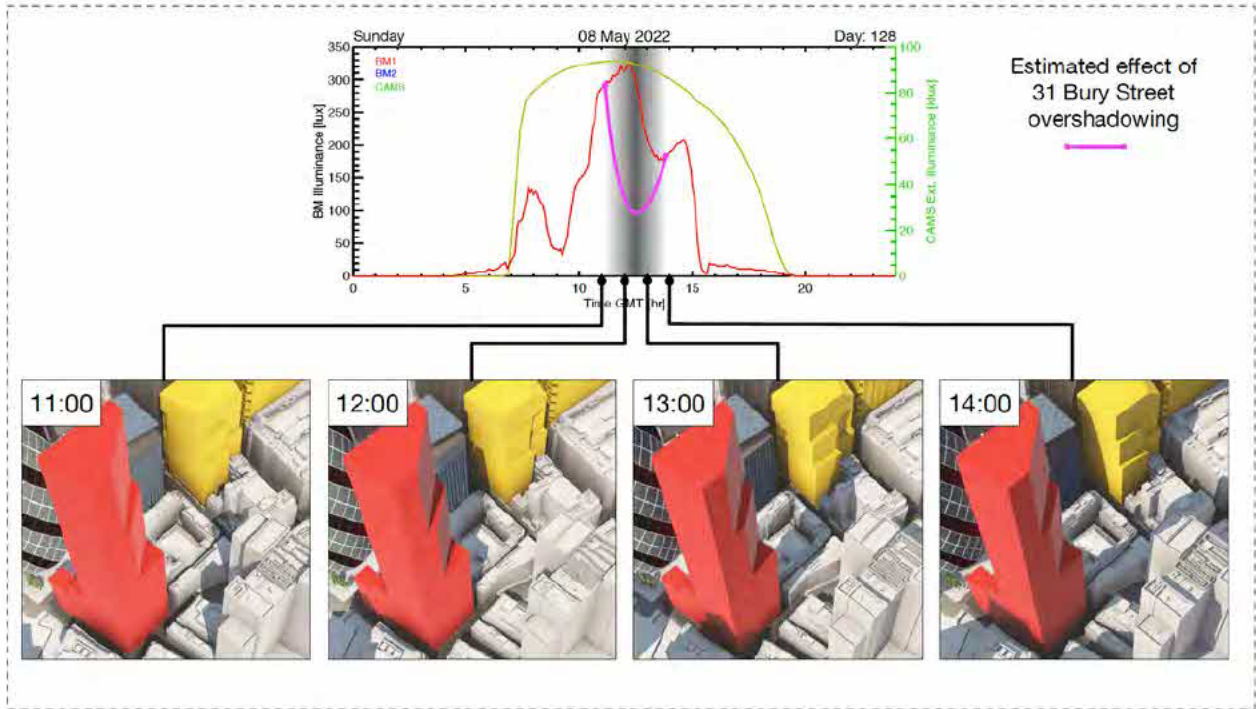 Sunday 08 May 2022 Day: 128
350
300
250
200
150
100
50
0
BM Illuminance [lux]
BM1
BM2
CAMS
100
80
60
40
20
0
CAMS Ext. Illuminance [klux]
0 5 10 15 20
Time GMT [hr]
Estimated effect of
31 Bury Street
overshadowing
11:00
12:00
13:00
14:00